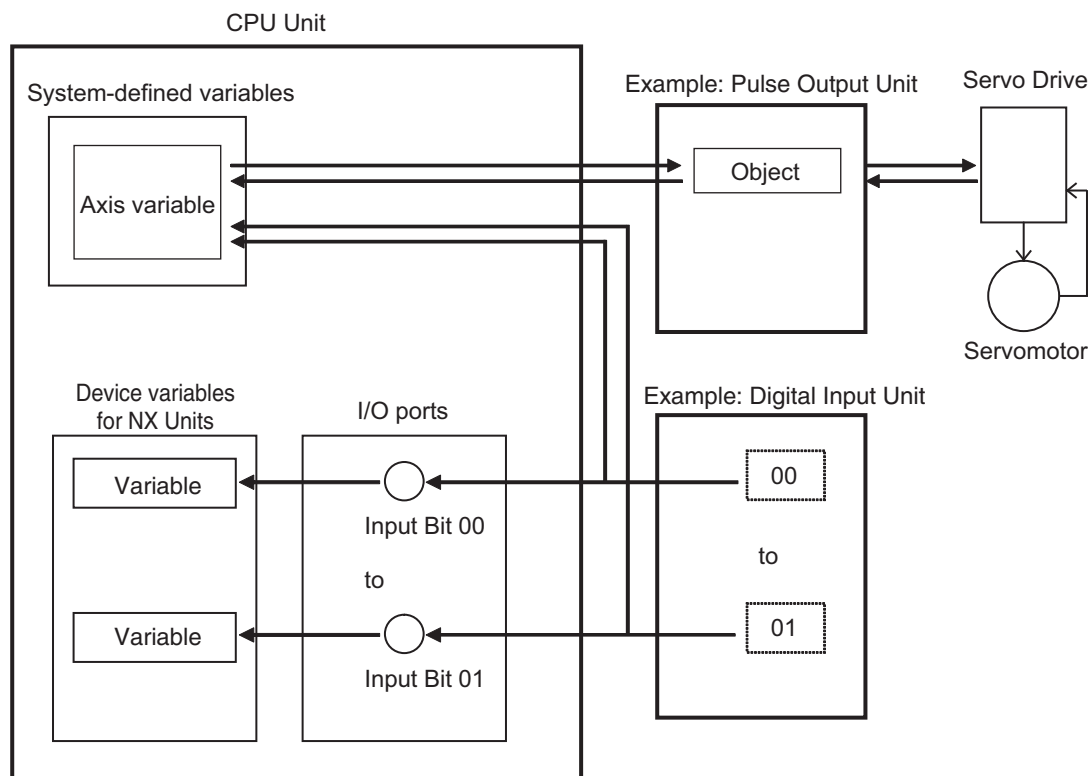 CPU Unit
System-defined variables
Axis variable
Example: Pulse Output Unit
Object
Servo Drive
Servomotor
Device variables
for NX Units
Variable
Variable
I/O ports
Input Bit 00
to
Input Bit 01
Example: Digital Input Unit
00
to
01